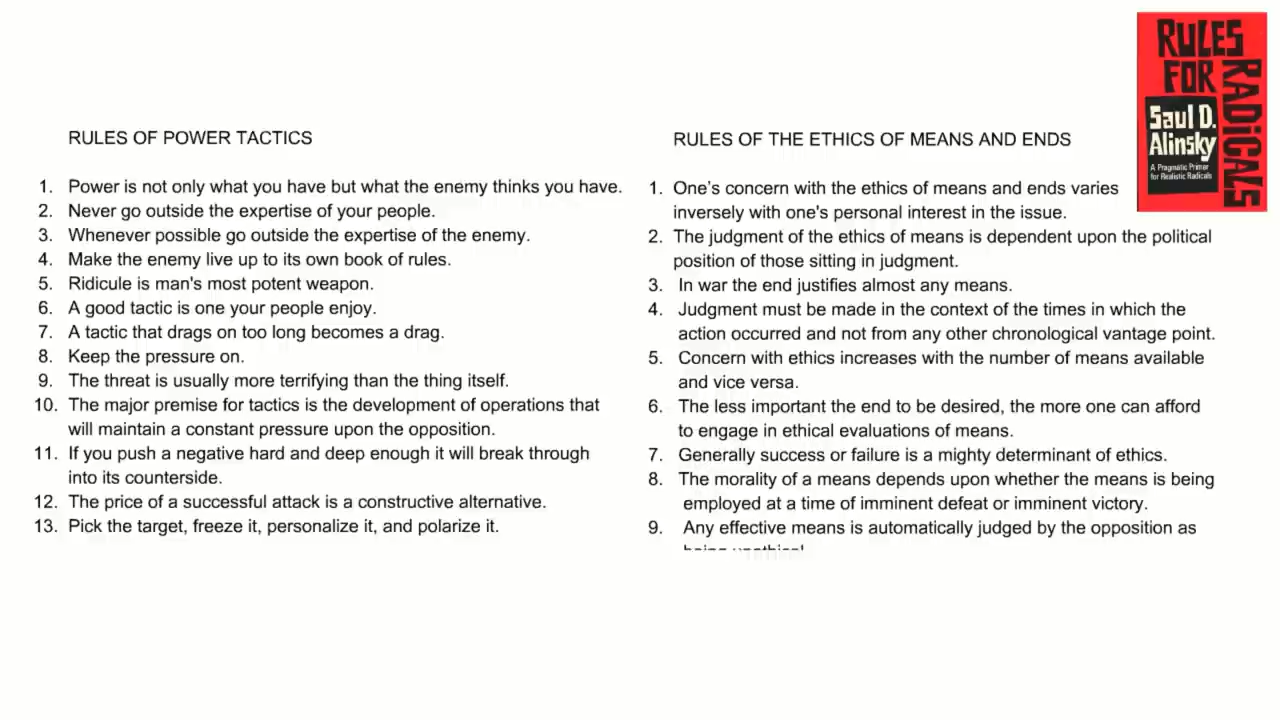 RULES OF POWER TACTICS
1. Power is not only what you have but what the enemy thinks you have.
2. Never go outside the expertise of your people.
3. Whenever possible go outside the expertise of the enemy.
4. Make the enemy live up to its own book of rules.
5. Ridicule is man's most potent weapon.
6. A good tactic is one your people enjoy.
7. A tactic that drags on too long becomes a drag.
8. Keep the pressure on.
9. The threat is usually more terrifying than the thing itself.
10. The major premise for tactics is the development of operations that
will maintain a constant pressure upon the opposition.
11. If you push a negative hard and deep enough it will break through
into its counterside.
12. The price of a successful attack is a constructive alternative.
13. Pick the target, freeze it, personalize it, and polarize it.
RULES OF THE ETHICS OF MEANS AND ENDS
1. One's concern with the ethics of means and ends varies
inversely with one's personal interest in the issue.
2. The judgment of the ethics of means is dependent upon the political
position of those sitting in judgment.
3. In war the end justifies almost any means.
4. Judgment must be made in the context of the times in which the
action occurred and not from any other chronological vantage point.
5. Concern with ethics increases with the number of means available
and vice versa.
6. The less important the end to be desired, the more one can afford
to engage in ethical evaluations of means.
7. Generally success or failure is a mighty determinant of ethics.
8. The morality of a means depends upon whether the means is being
employed at a time of imminent defeat or imminent victory.
9. Any effective means is automatically judged by the opposition as
RULES
FOR
RADiCALS
Saul D.
Alinsky
A Pragmatic Primer
for Realistic Radicals